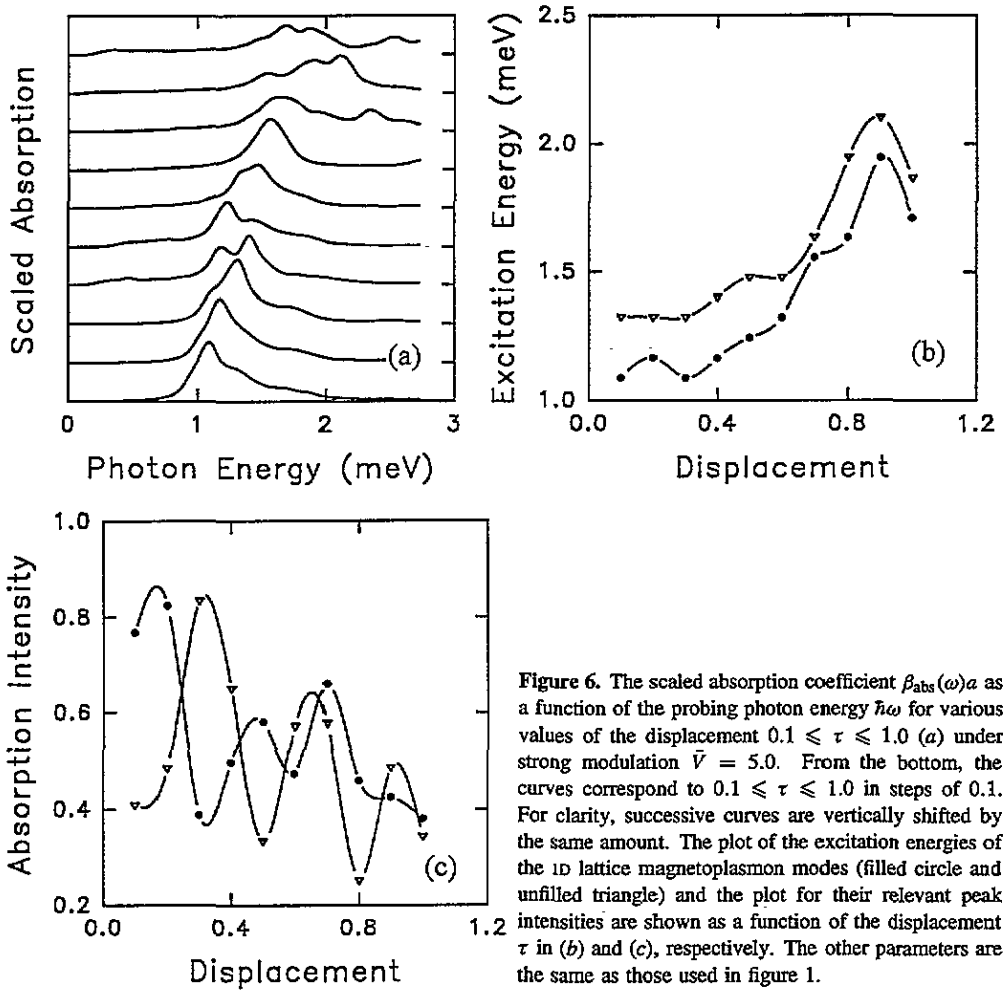 Scaled Absorption
(a)
0 1 2 3
Photon Energy (meV)
Excitation Energy (meV)
2.5
2.0
1.5
1.0
(b)
0.0 0.4 0.8 1.2
Displacement
Absorption Intensity
1.0
0.8
0.6
0.4
0.2
(c)
0.0 0.4 0.8 1.2
Displacement
Figure 6. The scaled absorption coefficient βabs(ω)a as
a function of the probing photon energy ℏω for various
values of the displacement 0.1 ⩽ τ ⩽ 1.0 (a) under
strong modulation V̄ = 5.0. From the bottom, the
curves correspond to 0.1 ⩽ τ ⩽ 1.0 in steps of 0.1.
For clarity, successive curves are vertically shifted by
the same amount. The plot of the excitation energies of
the 1D lattice magnetoplasmon modes (filled circle and
unfilled triangle) and the plot for their relevant peak
intensities are shown as a function of the displacement
τ in (b) and (c), respectively. The other parameters are
the same as those used in figure 1.